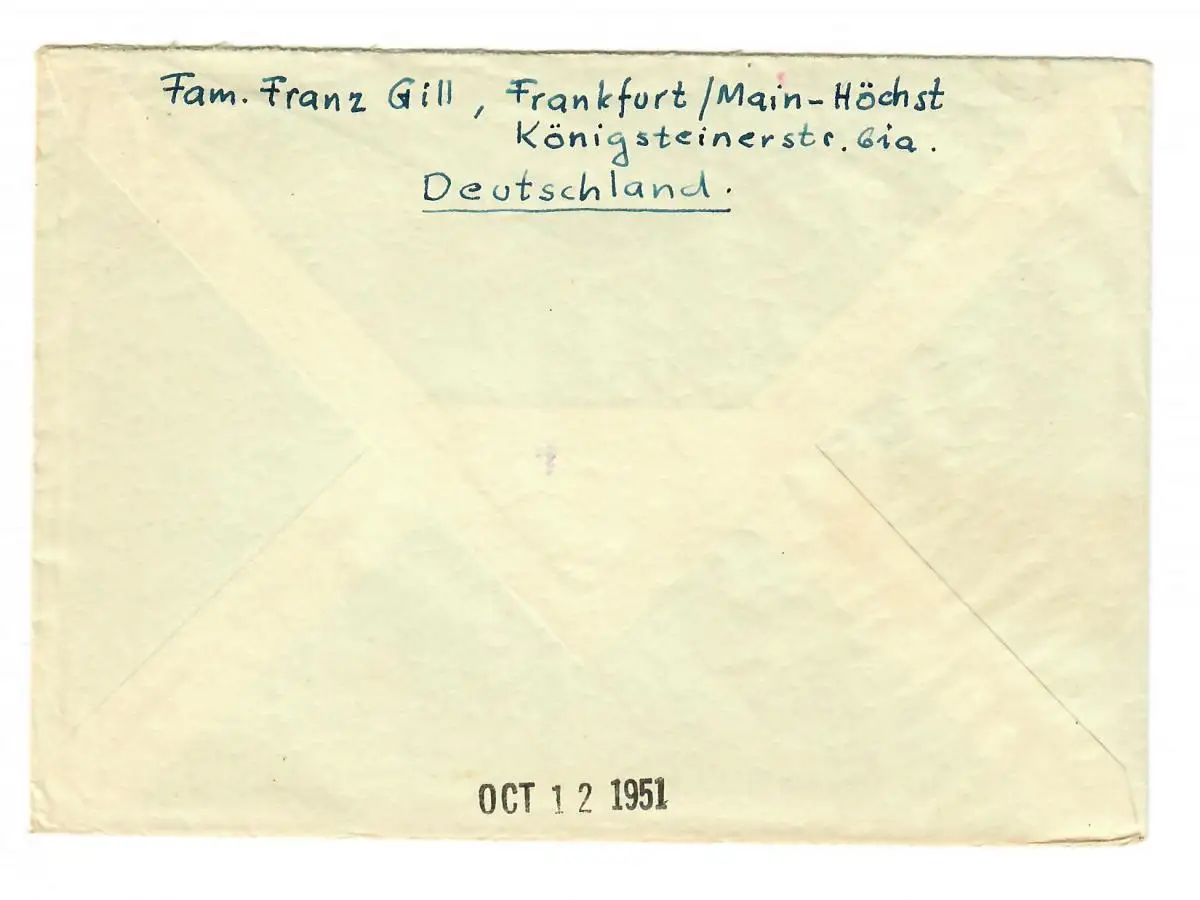 Fam. Franz Gill, Frankfurt/Main-Höchst
Königsteinerstr. 61a.
Deutschland.
OCT 12 1951